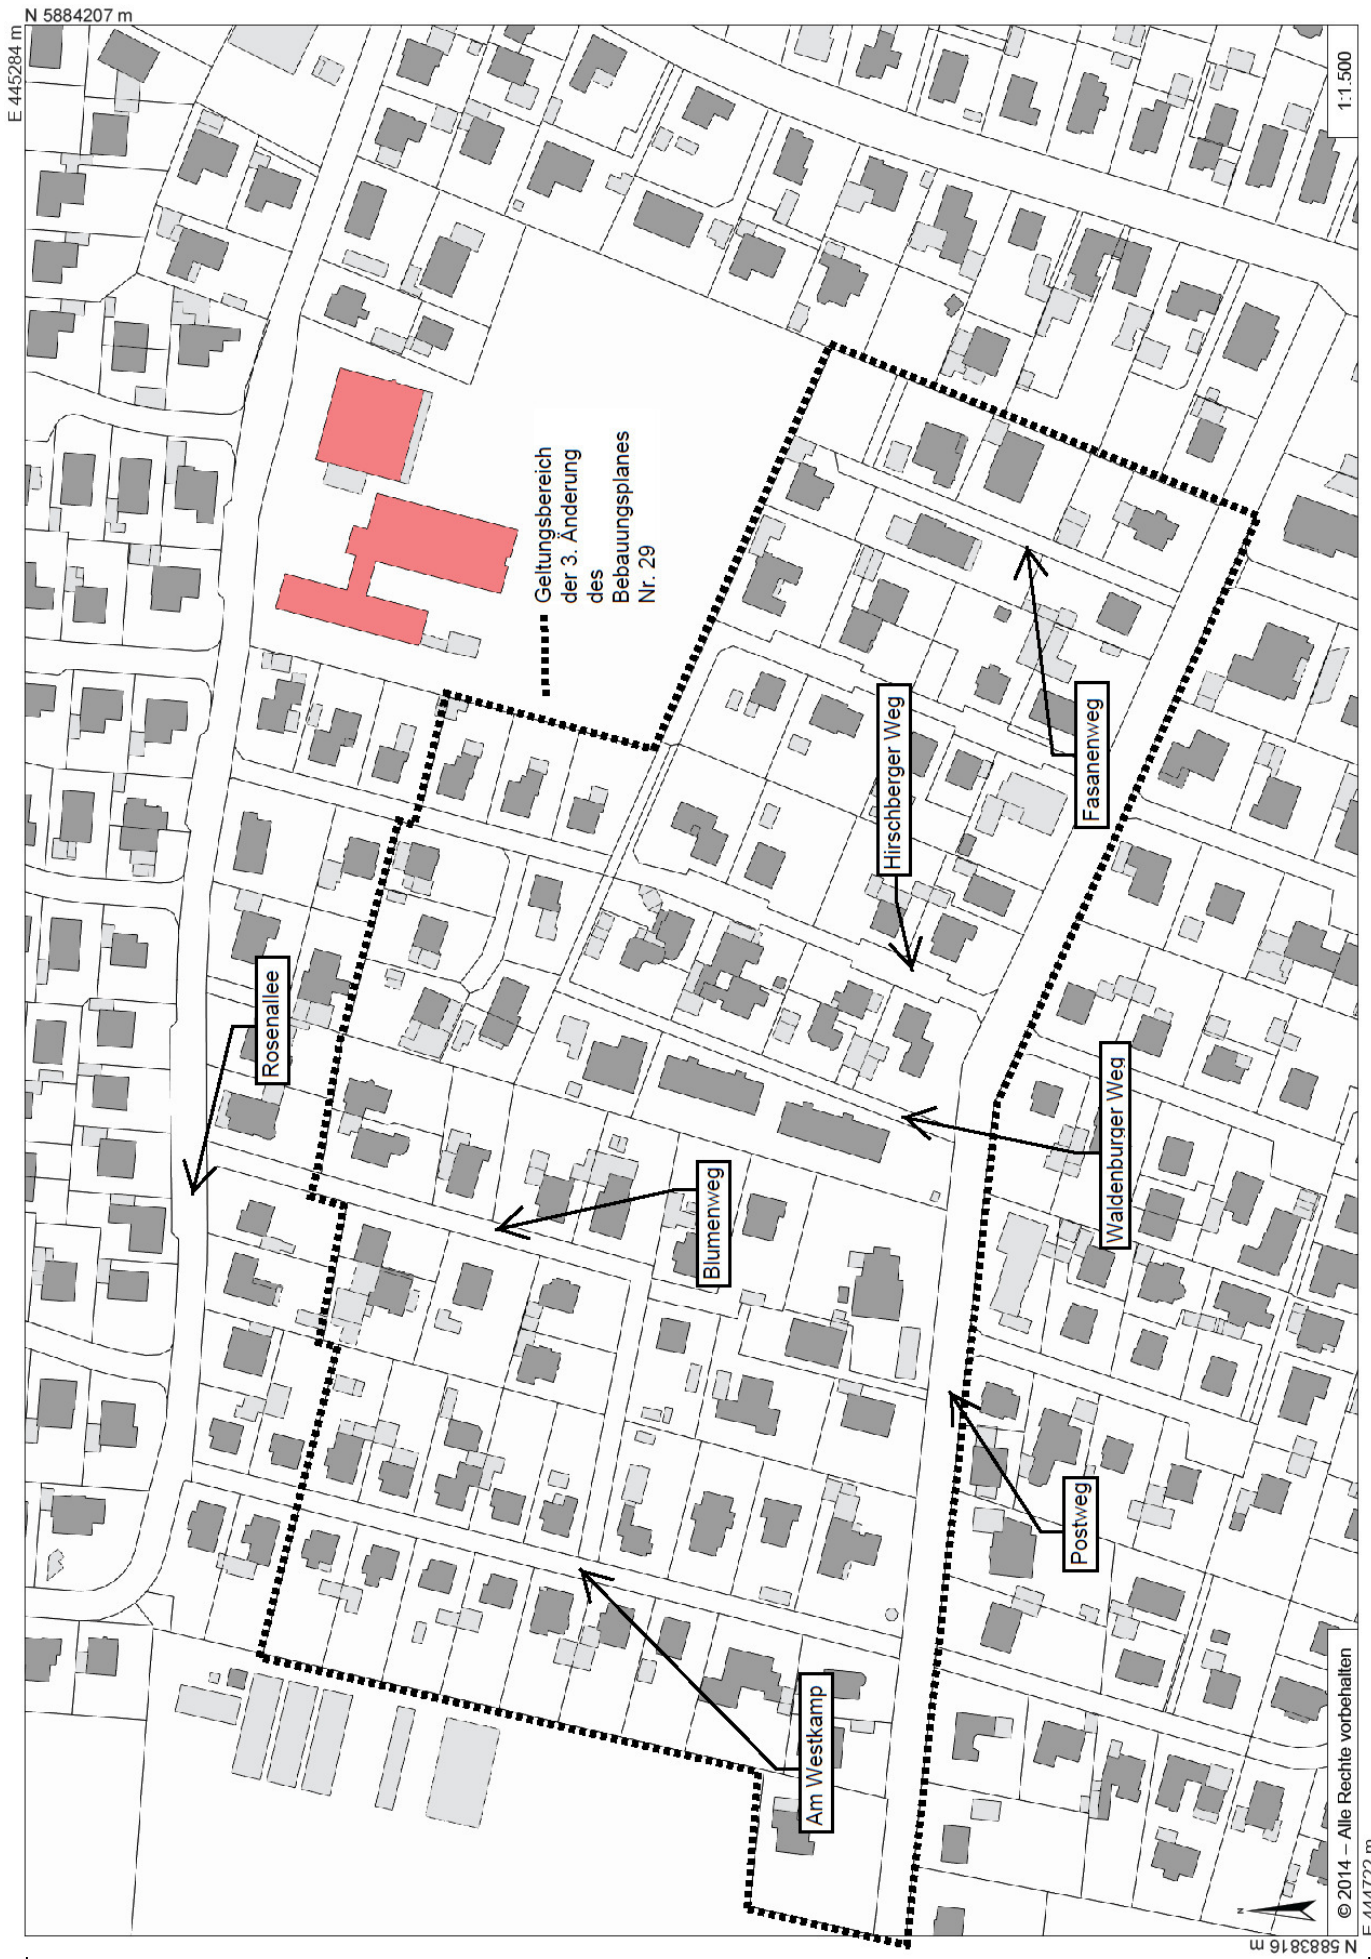 N 5884207 m
E 445284 m
1:1.500
Geltungsbereich
der 3. Änderung
des
Bebauungsplanes
Nr. 29
Rosenallee
Hirschberger Weg
Fasanenweg
Blumenweg
Waldenburger Weg
Postweg
Am Westkamp
N
© 2014 – Alle Rechte vorbehalten
N 5883816 m
E 444722 m